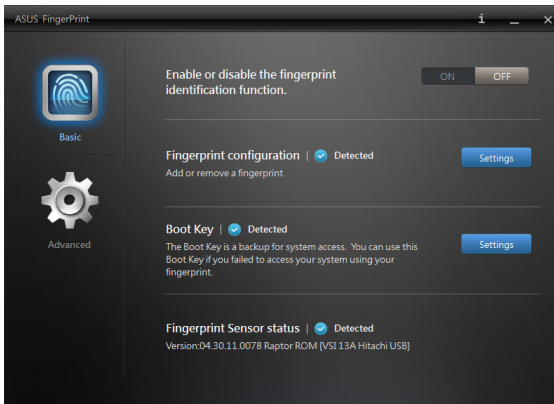 ASUS FingerPrint
Enable or disable the fingerprint
identification function.
ON OFF
Basic
Fingerprint configuration | Detected
Add or remove a fingerprint
Settings
Advanced
Boot Key | Detected
The Boot Key is a backup for system access. You can use this
Boot Key if you failed to access your system using your
fingerprint.
Settings
Fingerprint Sensor status | Detected
Version:04.30.11.0078 Raptor ROM [VSI 13A Hitachi USB]